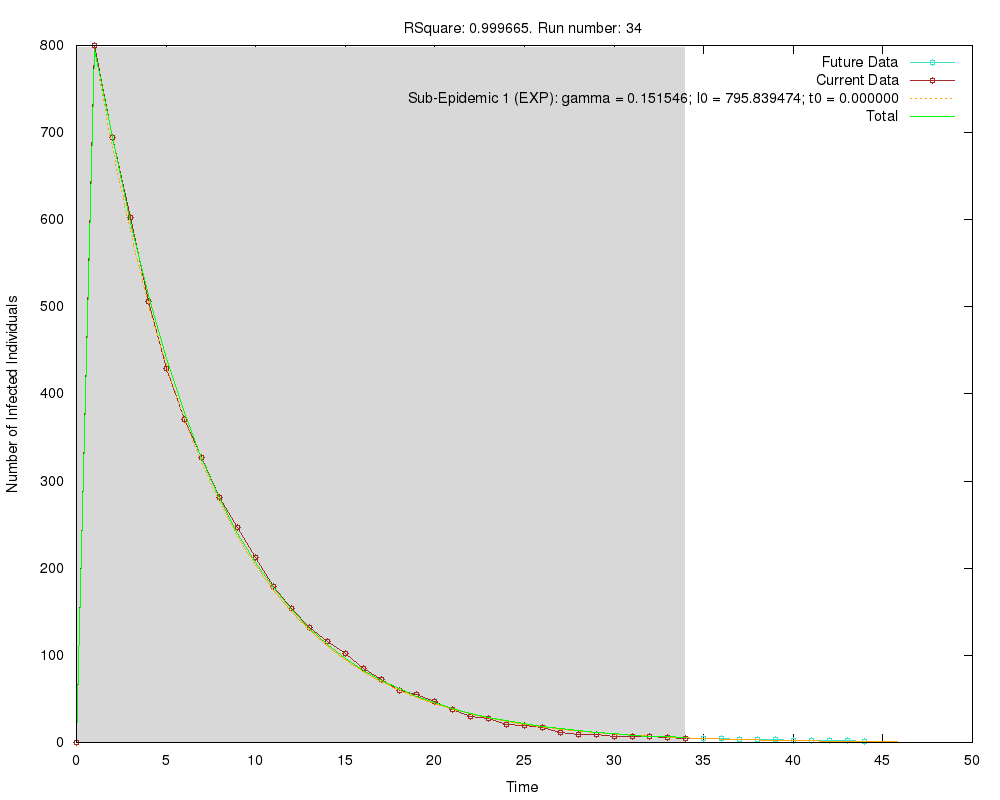 RSquare: 0.999665. Run number: 34
800
700
600
500
400
300
200
100
0
Number of Infected Individuals
Future Data
Current Data
Sub-Epidemic 1 (EXP): gamma = 0.151546; I0 = 795.839474; t0 = 0.000000
Total
0 5 10 15 20 25 30 35 40 45 50
Time